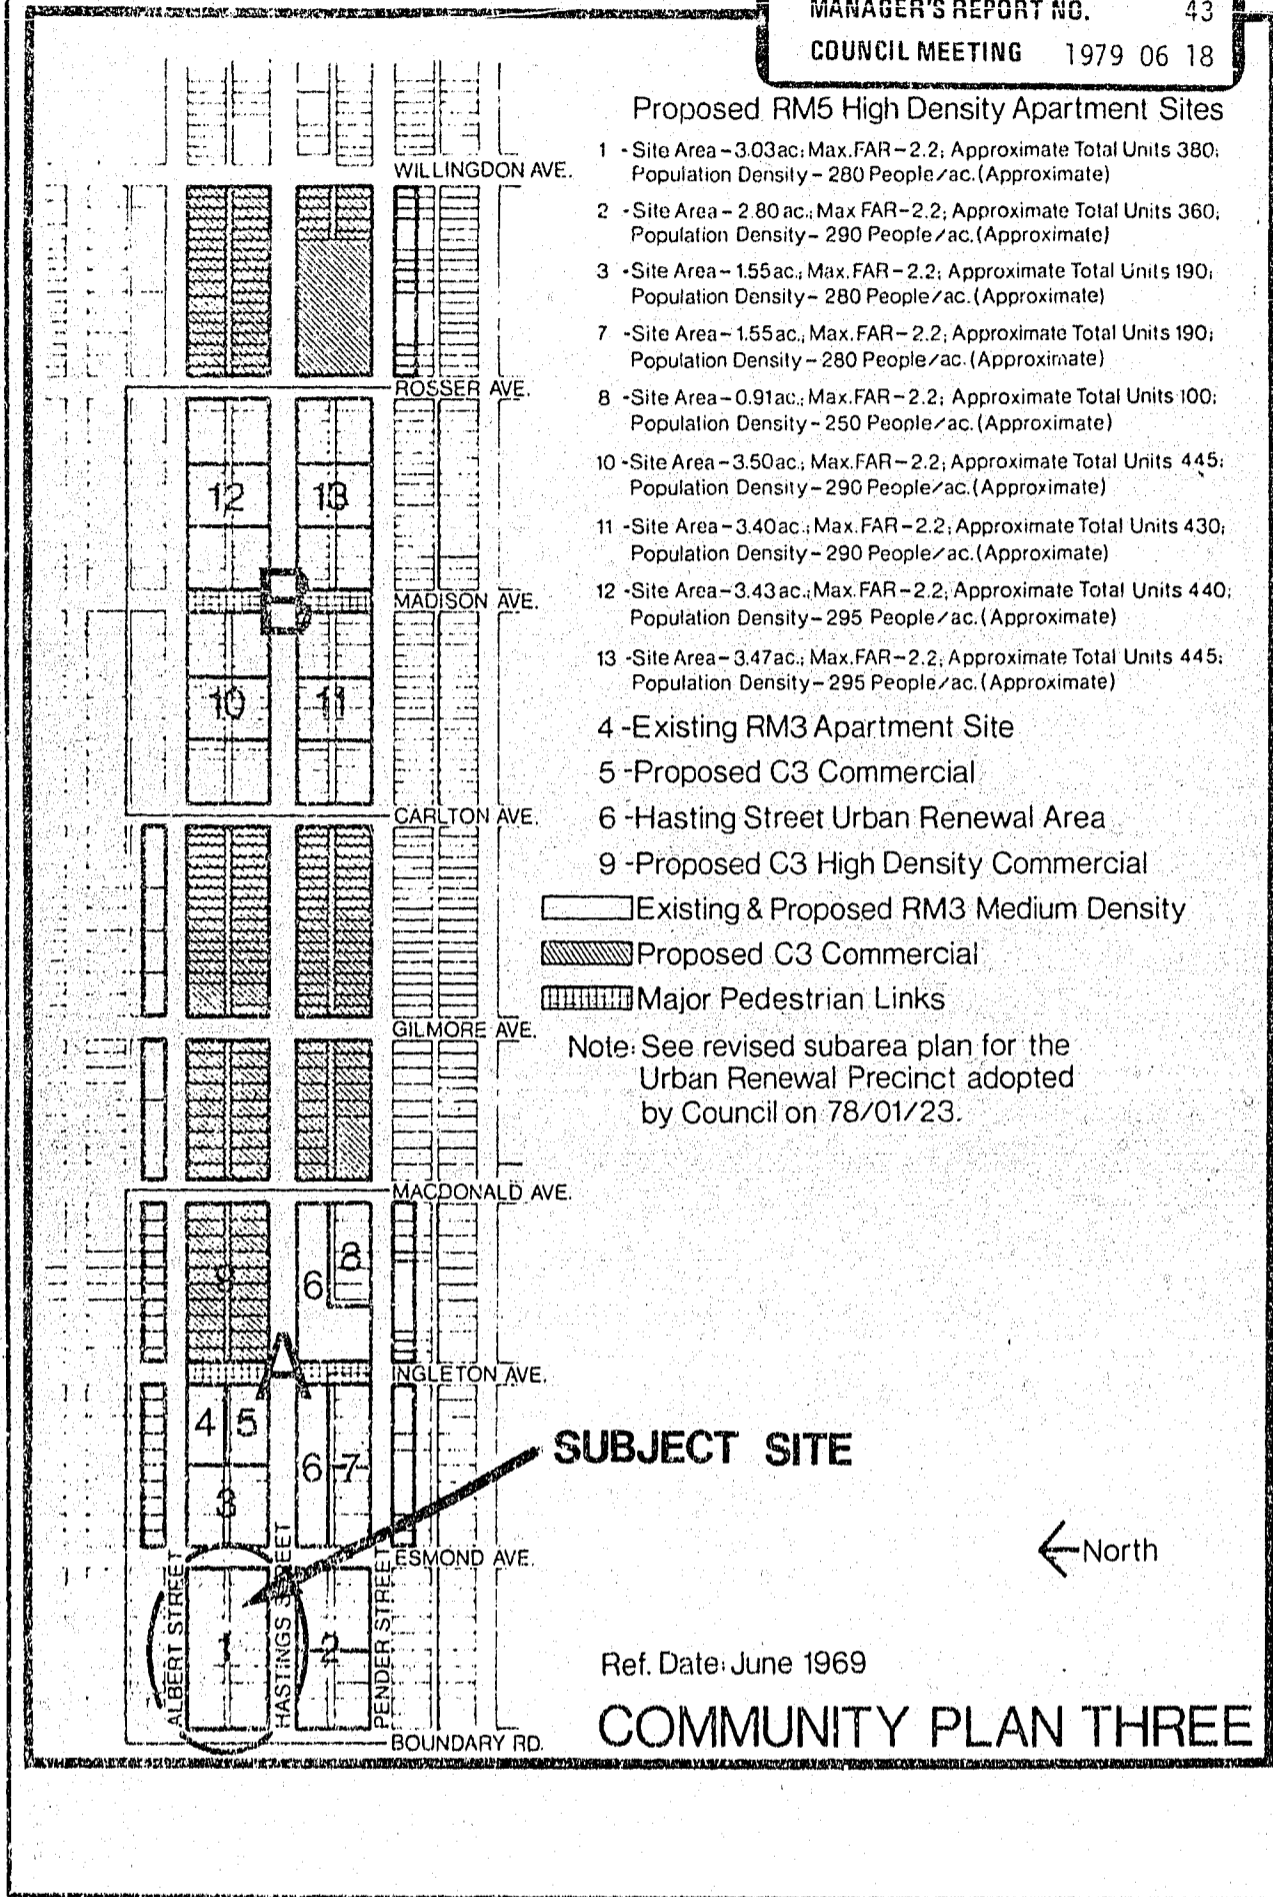 MANAGER'S REPORT NO. 43
COUNCIL MEETING 1979 06 18
Proposed RM5 High Density Apartment Sites
1 - Site Area - 3.03ac; Max.FAR-2.2; Approximate Total Units 380;
Population Density - 280 People/ac.(Approximate)
2 - Site Area - 2.80 ac.; Max FAR-2.2; Approximate Total Units 360;
Population Density - 290 People/ac.(Approximate)
3 - Site Area - 1.55ac.; Max.FAR-2.2; Approximate Total Units 190;
Population Density - 280 People/ac.(Approximate)
7 - Site Area - 1.55ac.; Max.FAR-2.2; Approximate Total Units 190;
Population Density - 280 People/ac.(Approximate)
8 - Site Area - 0.91ac.; Max.FAR-2.2; Approximate Total Units 100;
Population Density - 250 People/ac.(Approximate)
10 - Site Area - 3.50ac.; Max.FAR-2.2; Approximate Total Units 445;
Population Density - 290 People/ac.(Approximate)
11 - Site Area - 3.40ac.; Max.FAR-2.2; Approximate Total Units 430;
Population Density - 290 People/ac.(Approximate)
12 - Site Area - 3.43ac.; Max.FAR-2.2; Approximate Total Units 440;
Population Density - 295 People/ac.(Approximate)
13 - Site Area - 3.47ac.; Max.FAR-2.2; Approximate Total Units 445;
Population Density - 295 People/ac.(Approximate)
4 - Existing RM3 Apartment Site
5 - Proposed C3 Commercial
6 - Hasting Street Urban Renewal Area
9 - Proposed C3 High Density Commercial
Existing & Proposed RM3 Medium Density
Proposed C3 Commercial
Major Pedestrian Links
Note: See revised subarea plan for the
Urban Renewal Precinct adopted
by Council on 78/01/23.
WILLINGDON AVE.
ROSSER AVE.
12 13
B
MADISON AVE.
10 11
CARLTON AVE.
GILMORE AVE.
MACDONALD AVE.
9 6 8
A
INGLETON AVE.
4 5
6 7
3
SUBJECT SITE
ESMOND AVE.
North
ALBERT STREET
HASTINGS STREET
PENDER STREET
1 2
BOUNDARY RD.
Ref. Date: June 1969
COMMUNITY PLAN THREE